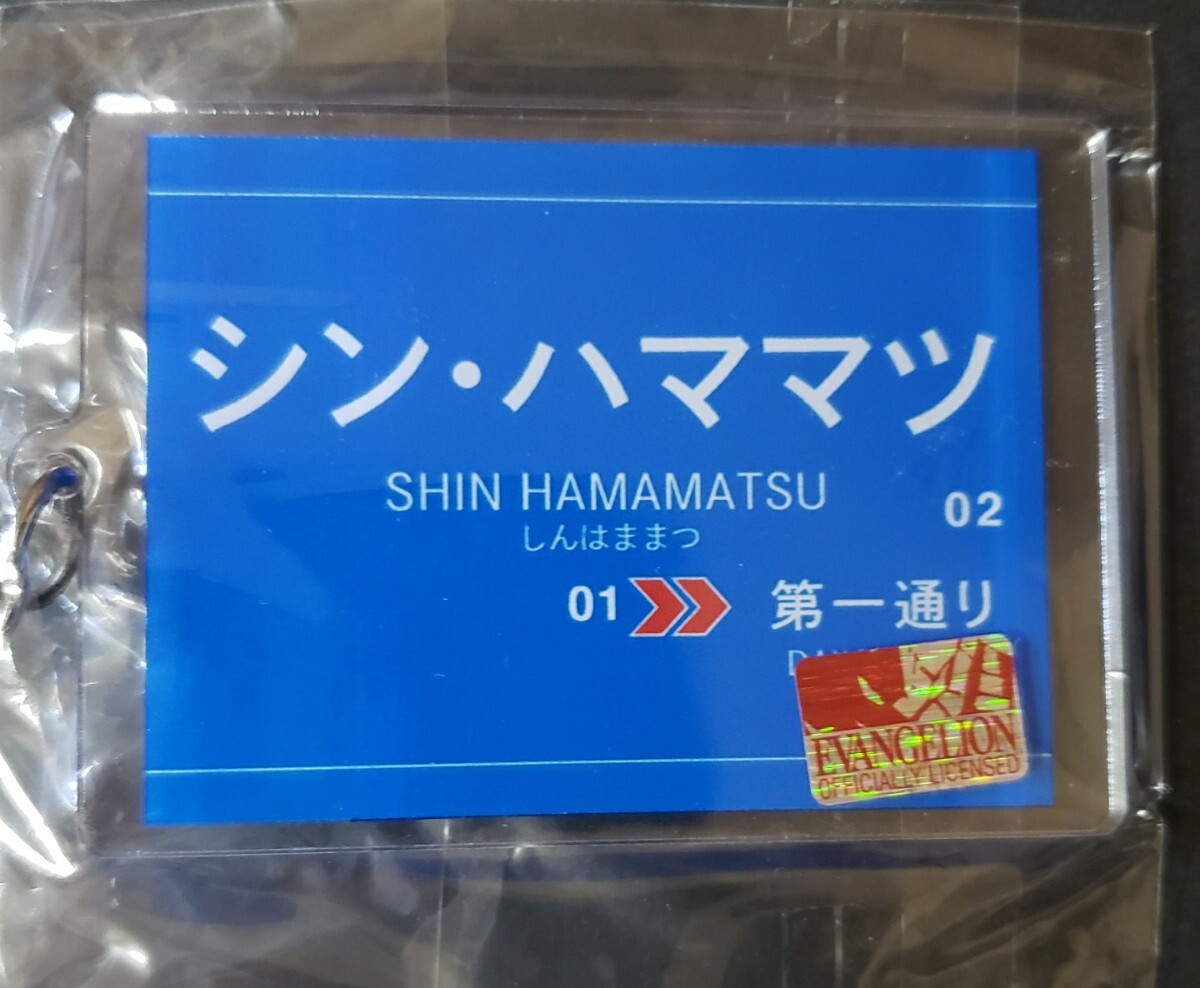 シン・ハママツ
SHIN HAMAMATSU
しんはままつ
02
01
第一通り
EVANGELION
OFFICIALLY LICENSED